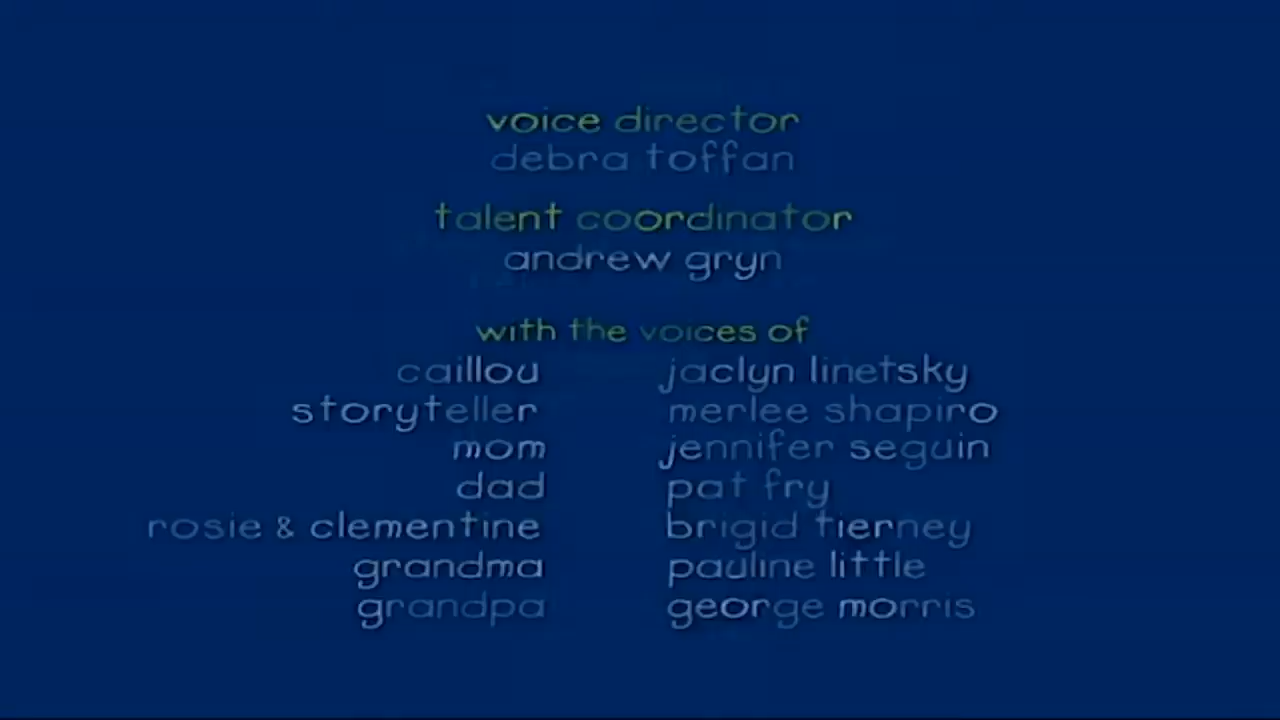 voice director
debra toffan
talent coordinator
andrew gryn
with the voices of
caillou jaclyn linetsky
storyteller merlee shapiro
mom jennifer seguin
dad pat fry
rosie & clementine brigid tierney
grandma pauline little
grandpa george morris